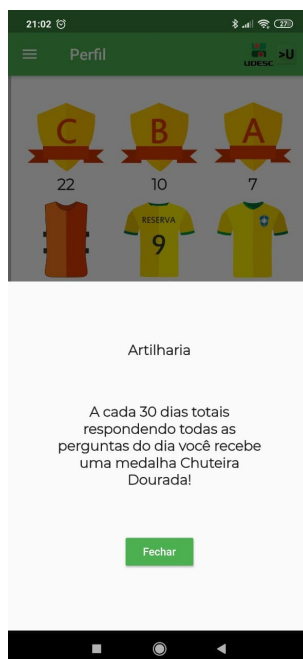 21:02
27
Perfil
UDESC >U
C B A
22 10 7
RESERVA
9
Artilharia
A cada 30 dias totais
respondendo todas as
perguntas do dia você recebe
uma medalha Chuteira
Dourada!
Fechar